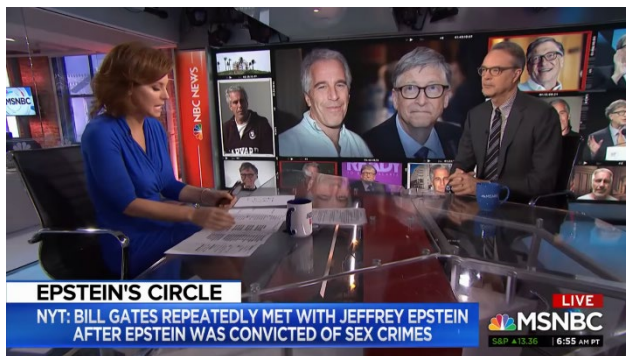 MSNBC
NBC NEWS
EPSTEIN'S CIRCLE
NYT: BILL GATES REPEATEDLY MET WITH JEFFREY EPSTEIN
AFTER EPSTEIN WAS CONVICTED OF SEX CRIMES
LIVE
MSNBC
S&P ▲13.36 6:55 AM PT